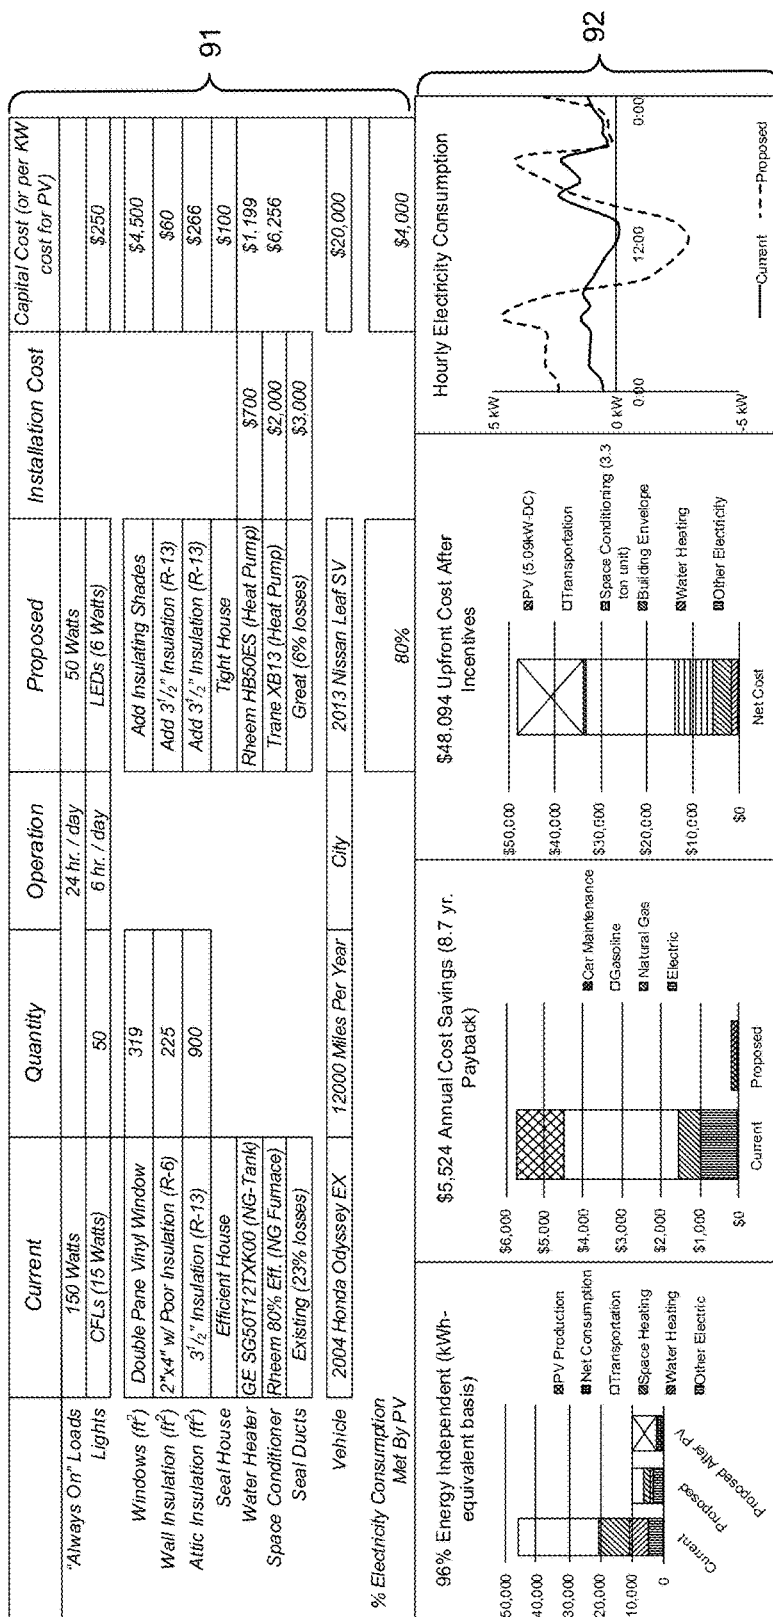 Current Quantity Operation Proposed Installation Cost Capital Cost (or per KW cost for PV)
"Always On" Loads 150 Watts 24 hr. / day 50 Watts
Lights CFLs (15 Watts) 50 6 hr. / day LEDs (6 Watts) $250
Windows (ft²) Double Pane Vinyl Window 319 Add Insulating Shades $4,500
Wall Insulation (ft²) 2"x4" w/ Poor Insulation (R-6) 225 Add 3¹/₂" Insulation (R-13) $60
Attic Insulation (ft²) 3¹/₂" Insulation (R-13) 900 Add 3¹/₂" Insulation (R-13) $266
Seal House Efficient House Tight House $100
Water Heater GE SG50T12TXK00 (NG-Tank) Rheem HB50ES (Heat Pump) $700 $1,199
Space Conditioner Rheem 80% Eff. (NG Furnace) Trane XB13 (Heat Pump) $2,000 $6,256
Seal Ducts Existing (23% losses) Great (6% losses) $3,000
Vehicle 2004 Honda Odyssey EX 12000 Miles Per Year City 2013 Nissan Leaf SV $20,000
% Electricity Consumption
Met By PV 80% $4,000
91
96% Energy Independent (kWh-
equivalent basis)
50,000
40,000
30,000
20,000
10,000
0
Current
Proposed
Proposed After PV
PV Production
Net Consumption
Transportation
Space Heating
Water Heating
Other Electric
$5,524 Annual Cost Savings (8.7 yr.
Payback)
$6,000
$5,000
$4,000
$3,000
$2,000
$1,000
$0
Current Proposed
Car Maintenance
Gasoline
Natural Gas
Electric
$48,094 Upfront Cost After
Incentives
$50,000
$40,000
$30,000
$20,000
$10,000
$0
Net Cost
PV (5.09kW-DC)
Transportation
Space Conditioning (3.3
ton unit)
Building Envelope
Water Heating
Other Electricity
Hourly Electricity Consumption
5 kW
0 kW
-5 kW
0:00 12:00 0:00
Current Proposed
92